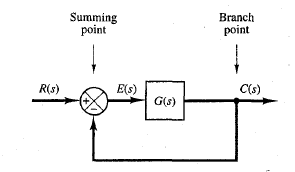 Summing
point
Branch
point
R(s)
E(s)
G(s)
C(s)
+
−